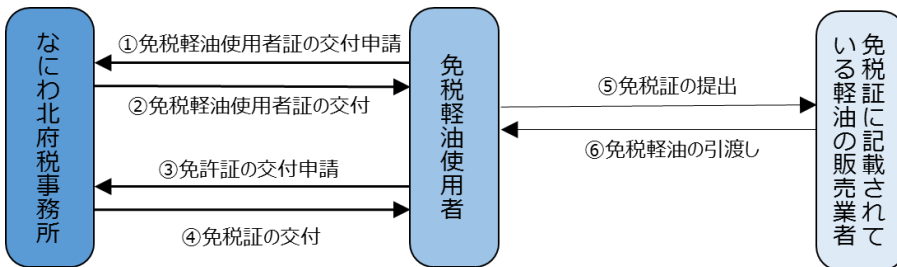 なにわ北府税事務所
①免税軽油使用者証の交付申請
②免税軽油使用者証の交付
③免許証の交付申請
④免税証の交付
免税軽油使用者
⑤免税証の提出
⑥免税軽油の引渡し
免税証に記載されて
いる軽油の販売業者